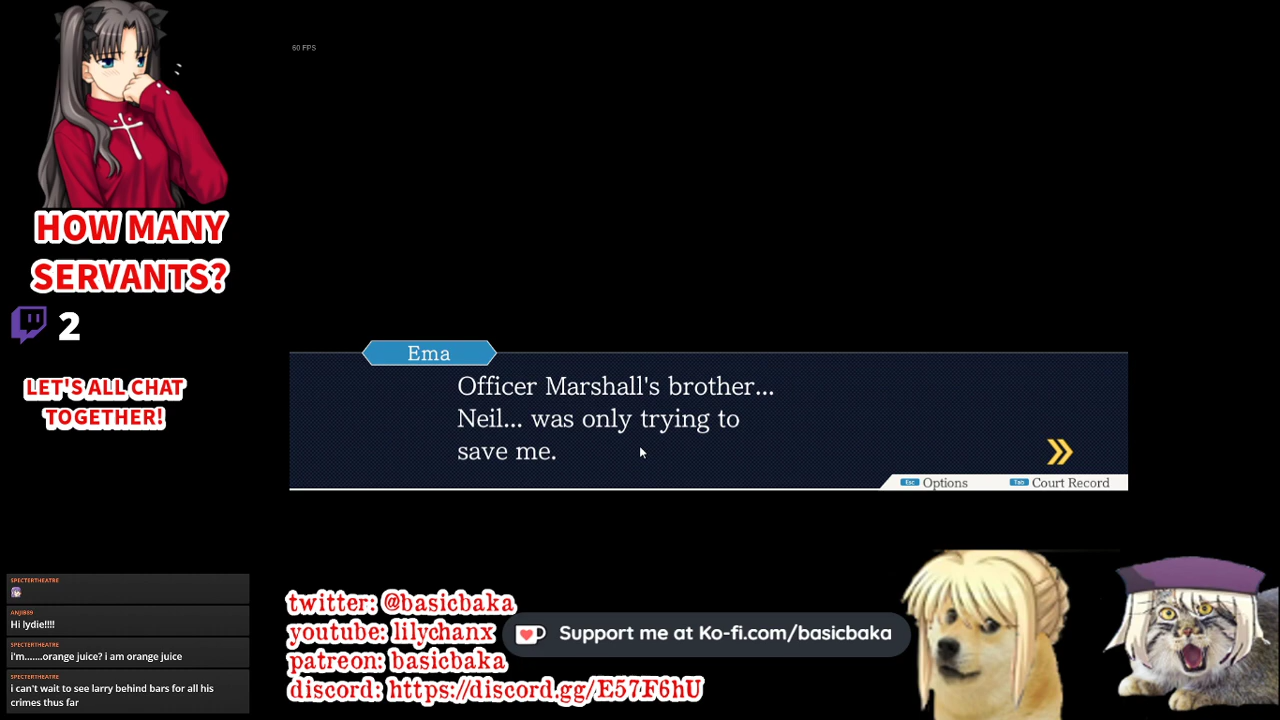 60 FPS
HOW MANY
SERVANTS?
2
LET'S ALL CHAT
TOGETHER!
Ema
Officer Marshall's brother...
Neil... was only trying to
save me.
Esc Options
Tab Court Record
SPECTERTHEATRE
ANJIB89
Hi lydie!!!!
SPECTERTHEATRE
i'm.......orange juice? i am orange juice
SPECTERTHEATRE
i can't wait to see larry behind bars for all his
crimes thus far
twitter: @basicbaka
youtube: lilychanx
patreon: basicbaka
discord: https://discord.gg/E57F6hU
Support me at Ko-fi.com/basicbaka